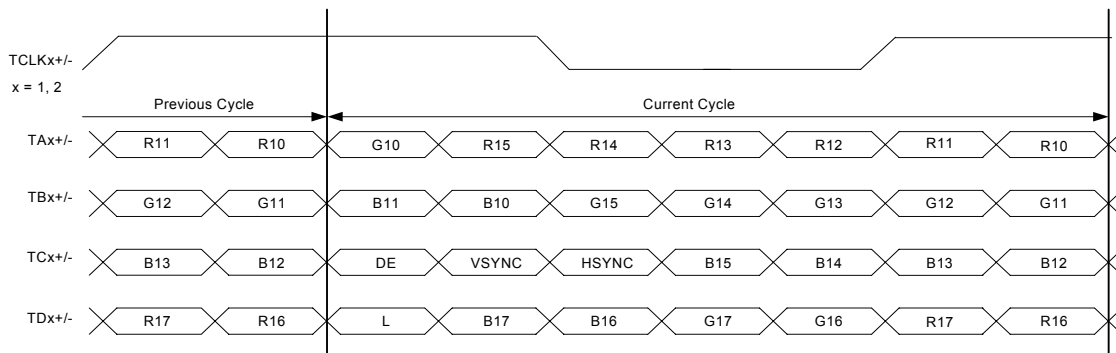 TCLKx+/-
x = 1, 2
Previous Cycle Current Cycle
TAx+/- R11 R10 G10 R15 R14 R13 R12 R11 R10
TBx+/- G12 G11 B11 B10 G15 G14 G13 G12 G11
TCx+/- B13 B12 DE VSYNC HSYNC B15 B14 B13 B12
TDx+/- R17 R16 L B17 B16 G17 G16 R17 R16